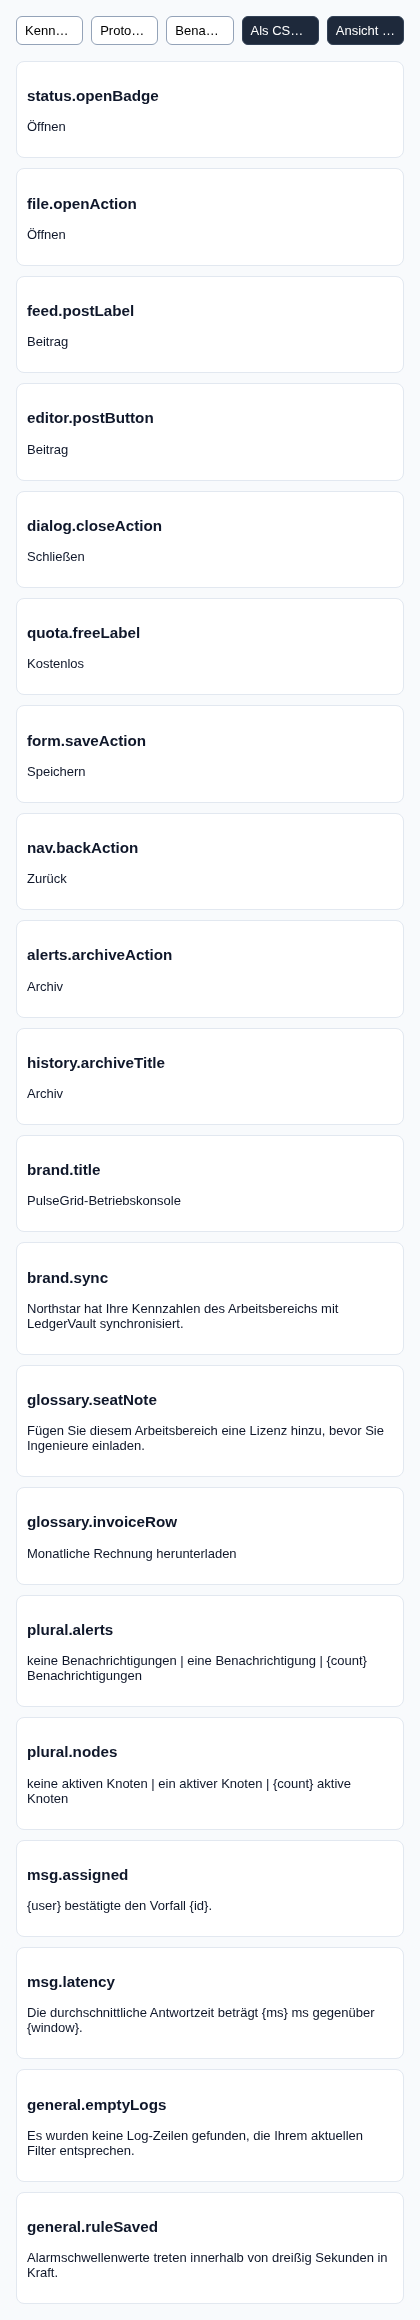 Kenn…
Proto…
Bena…
Als CS…
Ansicht …
status.openBadge
Öffnen
file.openAction
Öffnen
feed.postLabel
Beitrag
editor.postButton
Beitrag
dialog.closeAction
Schließen
quota.freeLabel
Kostenlos
form.saveAction
Speichern
nav.backAction
Zurück
alerts.archiveAction
Archiv
history.archiveTitle
Archiv
brand.title
PulseGrid-Betriebskonsole
brand.sync
Northstar hat Ihre Kennzahlen des Arbeitsbereichs mit
LedgerVault synchronisiert.
glossary.seatNote
Fügen Sie diesem Arbeitsbereich eine Lizenz hinzu, bevor Sie
Ingenieure einladen.
glossary.invoiceRow
Monatliche Rechnung herunterladen
plural.alerts
keine Benachrichtigungen | eine Benachrichtigung | {count}
Benachrichtigungen
plural.nodes
keine aktiven Knoten | ein aktiver Knoten | {count} aktive
Knoten
msg.assigned
{user} bestätigte den Vorfall {id}.
msg.latency
Die durchschnittliche Antwortzeit beträgt {ms} ms gegenüber
{window}.
general.emptyLogs
Es wurden keine Log-Zeilen gefunden, die Ihrem aktuellen
Filter entsprechen.
general.ruleSaved
Alarmschwellenwerte treten innerhalb von dreißig Sekunden in
Kraft.